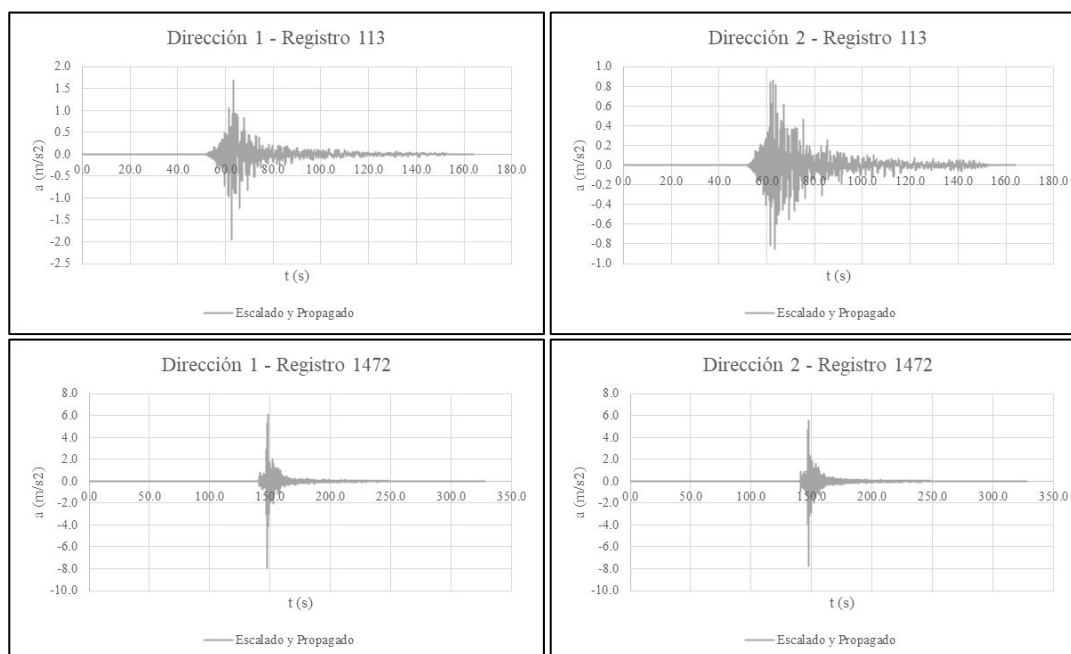 Dirección 1 - Registro 113
2.0
1.5
1.0
0.5
0.0
-0.5
-1.0
-1.5
-2.0
-2.5
0.0 20.0 40.0 60.0 80.0 100.0 120.0 140.0 160.0 180.0
a (m/s2)
t (s)
Escalado y Propagado
Dirección 2 - Registro 113
1.0
0.8
0.6
0.4
0.2
0.0
-0.2
-0.4
-0.6
-0.8
-1.0
0.0 20.0 40.0 60.0 80.0 100.0 120.0 140.0 160.0 180.0
a (m/s2)
t (s)
Escalado y Propagado
Dirección 1 - Registro 1472
8.0
6.0
4.0
2.0
0.0
-2.0
-4.0
-6.0
-8.0
-10.0
0.0 50.0 100.0 150.0 200.0 250.0 300.0 350.0
a (m/s2)
t (s)
Escalado y Propagado
Dirección 2 - Registro 1472
8.0
6.0
4.0
2.0
0.0
-2.0
-4.0
-6.0
-8.0
-10.0
0.0 50.0 100.0 150.0 200.0 250.0 300.0 350.0
a (m/s2)
t (s)
Escalado y Propagado